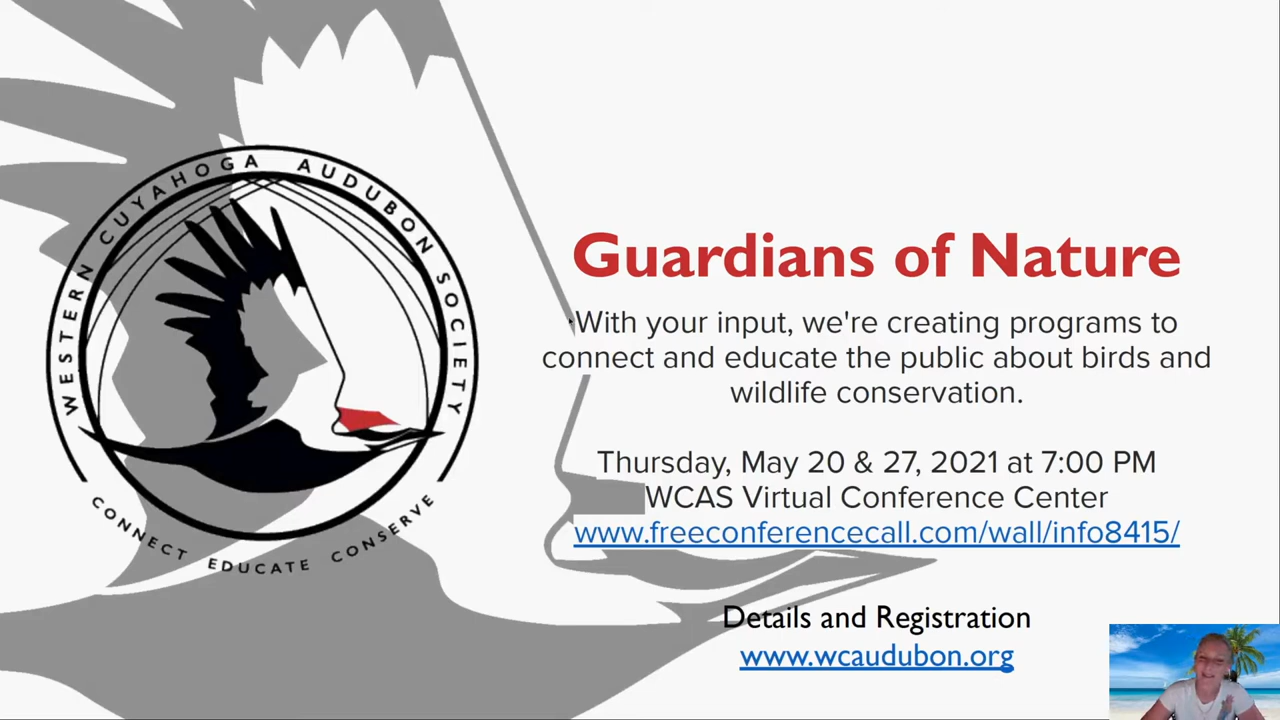 WESTERN CUYAHOGA AUDUBON SOCIETY
CONNECT EDUCATE CONSERVE
Guardians of Nature
With your input, we're creating programs to
connect and educate the public about birds and
wildlife conservation.
Thursday, May 20 & 27, 2021 at 7:00 PM
WCAS Virtual Conference Center
www.freeconferencecall.com/wall/info8415/
Details and Registration
www.wcaudubon.org